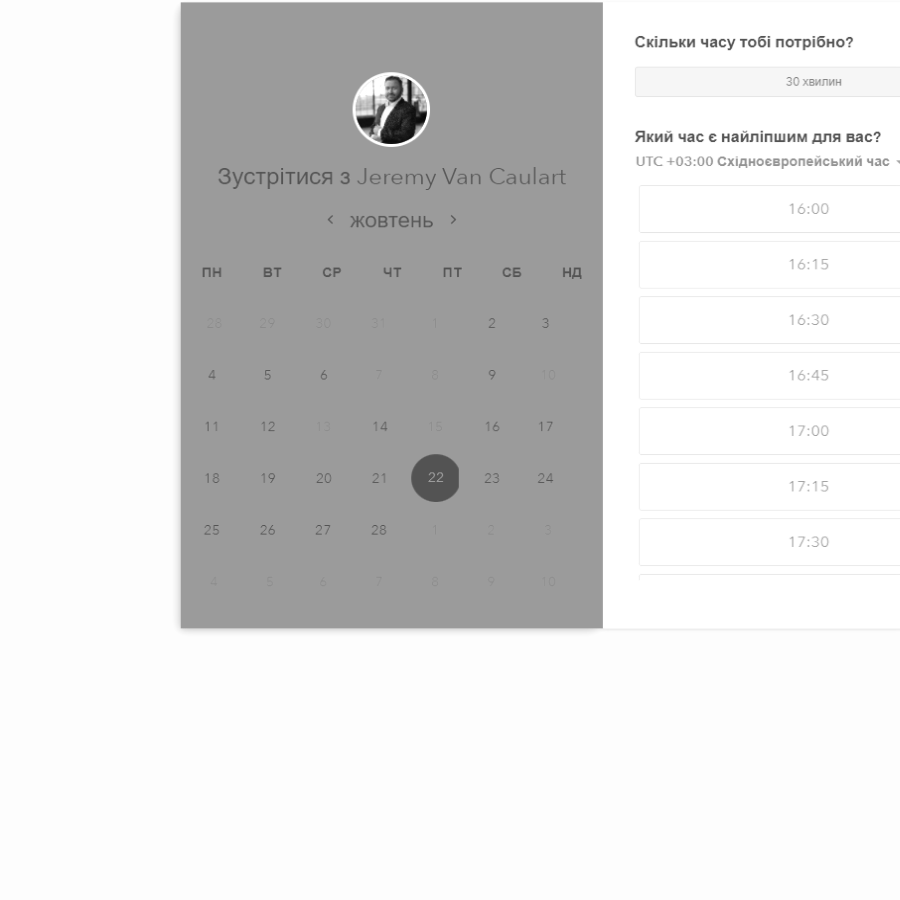 Зустрітися з Jeremy Van Caulart
жовтень
ПН ВТ СР ЧТ ПТ СБ НД
28 29 30 31 1 2 3
4 5 6 7 8 9 10
11 12 13 14 15 16 17
18 19 20 21 22 23 24
25 26 27 28 1 2 3
4 5 6 7 8 9 10
Скільки часу тобі потрібно?
30 хвилин
Який час є найліпшим для вас?
UTC +03:00 Східноєвропейський час
16:00
16:15
16:30
16:45
17:00
17:15
17:30